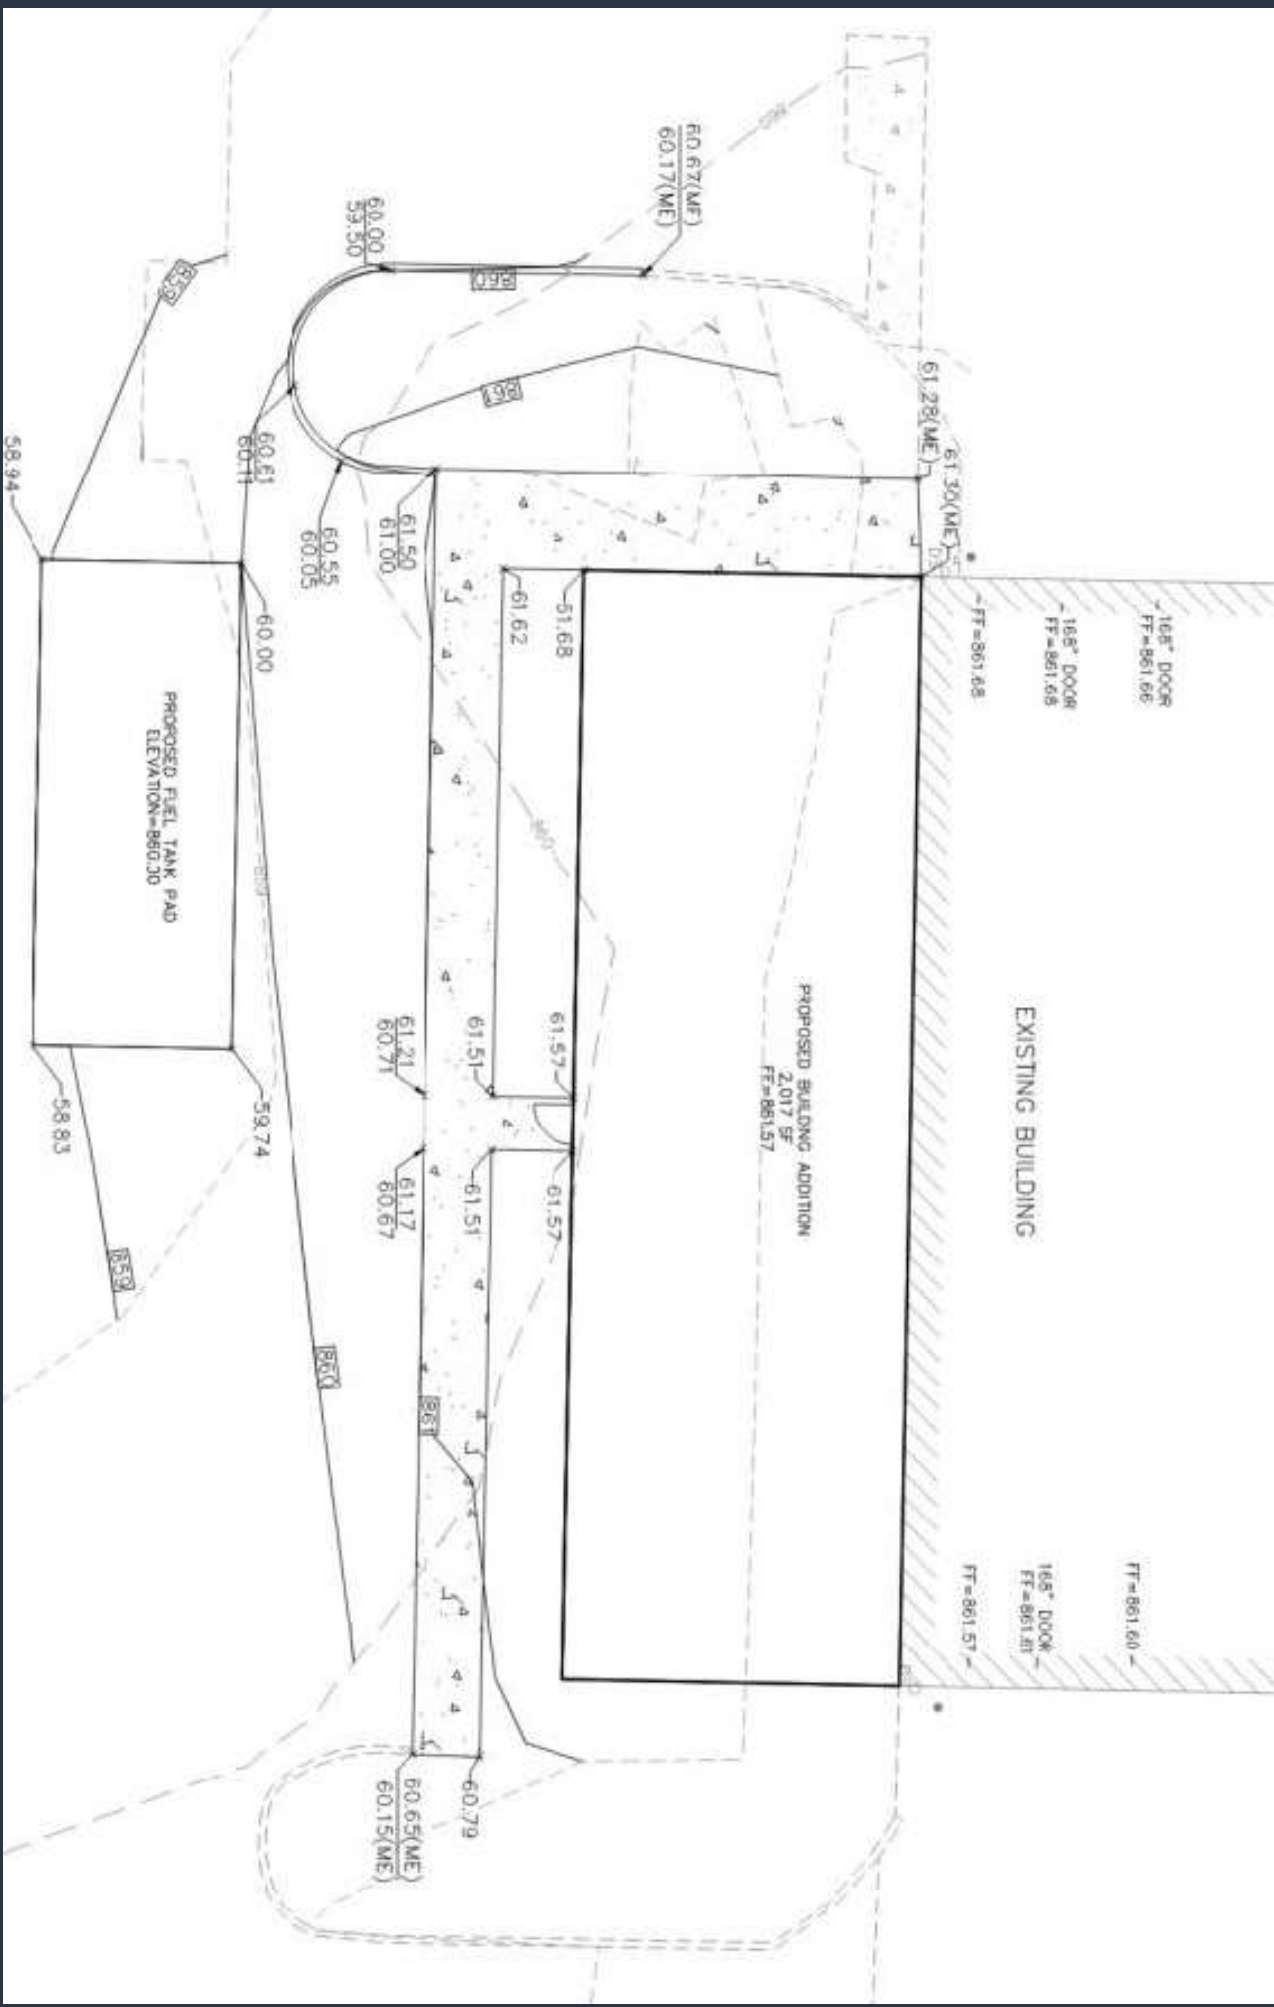 60.67(ME)
60.17(ME)
60.00
59.50
860
859
861
61.28(ME)
61.30(ME)
60.61
60.11
58.94
60.55
60.05
61.50
61.00
61.62
61.68
60.00
168" DOOR
FF=861.66
168" DOOR
FF=861.68
FF=861.68
PROPOSED FUEL TANK PAD
860
859
EXISTING BUILDING
PROPOSED BUILDING ADDITION
2,017 SF
FF=861.57
61.57
61.51
61.21
60.71
59.74
58.83
61.57
61.51
61.17
60.67
859
860
861
FF=861.60
168" DOOR
FF=861.61
FF=861.57
60.79
60.65(ME)
60.15(ME)